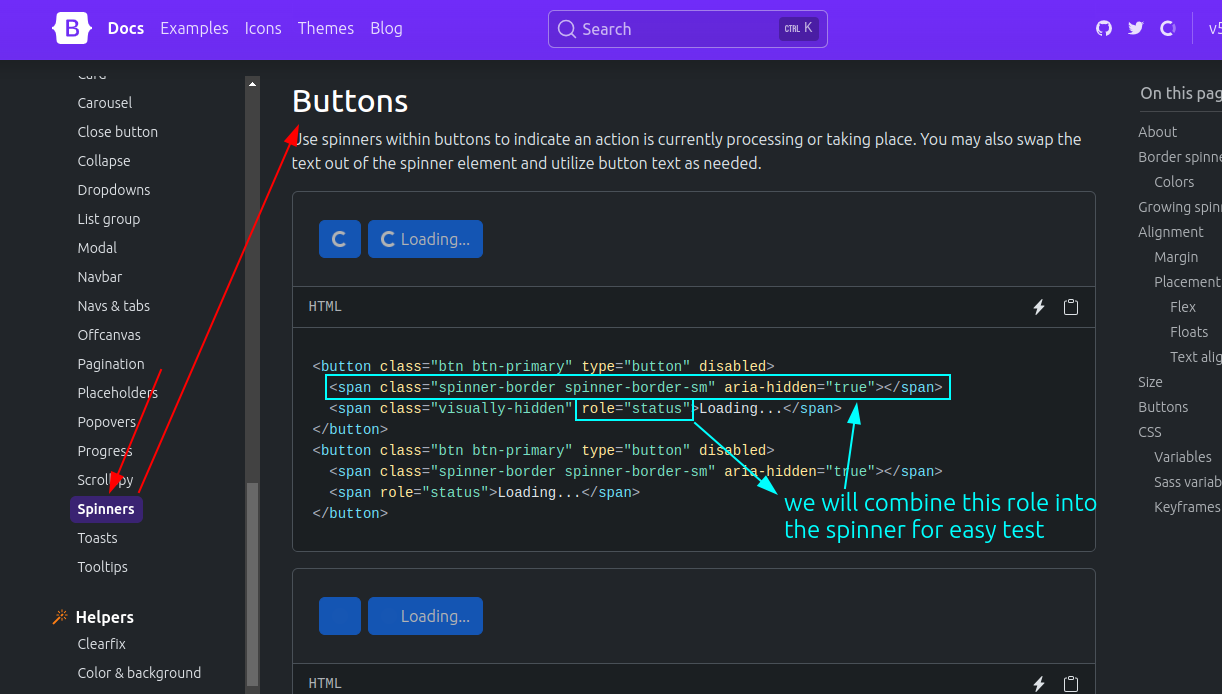 B Docs Examples Icons Themes Blog Search CTRL K v5
Card
Carousel
Close button
Collapse
Dropdowns
List group
Modal
Navbar
Navs & tabs
Offcanvas
Pagination
Placeholders
Popovers
Progress
Scrollspy
Spinners
Toasts
Tooltips
Helpers
Clearfix
Color & background
Buttons
Use spinners within buttons to indicate an action is currently processing or taking place. You may also swap the
text out of the spinner element and utilize button text as needed.
Loading...
HTML
<button class="btn btn-primary" type="button" disabled>
<span class="spinner-border spinner-border-sm" aria-hidden="true"></span>
<span class="visually-hidden" role="status">Loading...</span>
</button>
<button class="btn btn-primary" type="button" disabled>
<span class="spinner-border spinner-border-sm" aria-hidden="true"></span>
<span role="status">Loading...</span>
</button>
we will combine this role into
the spinner for easy test
Loading...
HTML
On this pag
About
Border spinne
Colors
Growing spin
Alignment
Margin
Placement
Flex
Floats
Text alig
Size
Buttons
CSS
Variables
Sass variab
Keyframes